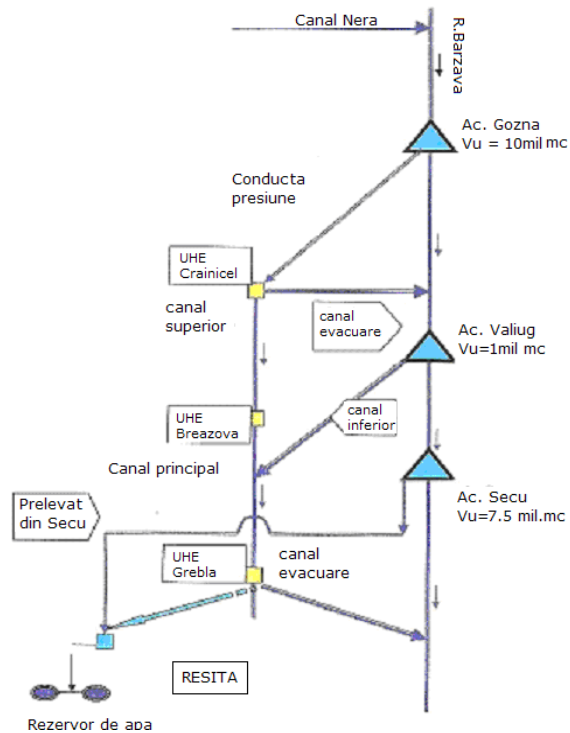 Canal Nera
R.Barzava
Ac. Gozna
Vu = 10mil mc
Conducta
presiune
UHE
Crainicel
canal
superior
canal
evacuare
Ac. Valiug
Vu=1mil mc
UHE
Breazova
canal
inferior
Canal principal
Prelevat
din Secu
Ac. Secu
Vu=7.5 mil.mc
UHE
Grebla
canal
evacuare
RESITA
Rezervor de apa